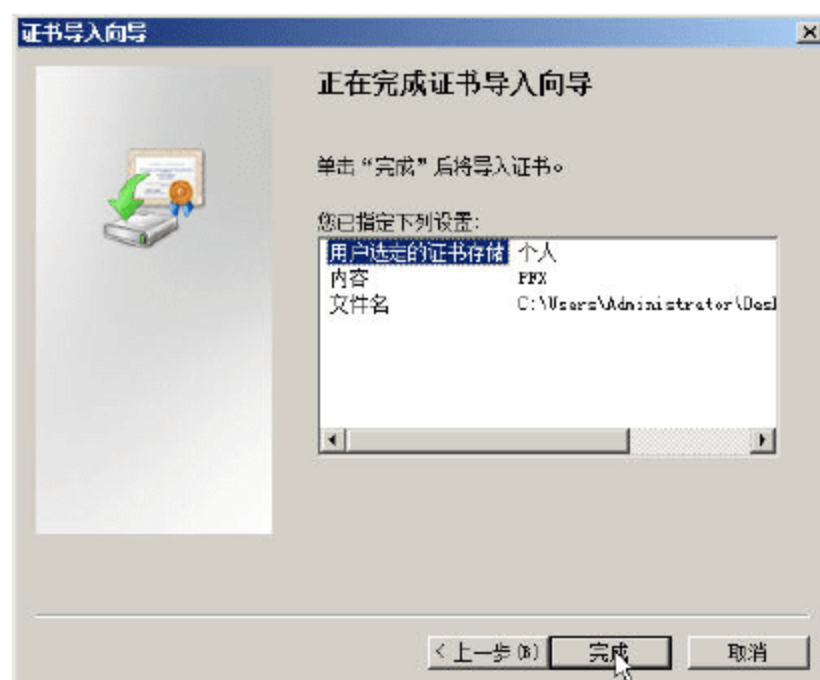 证书导入向导
正在完成证书导入向导
单击“完成”后将导入证书。
您已指定下列设置:
用户选定的证书存储 个人
内容 PFX
文件名 C:\Users\Administrator\Des
< 上一步(B) 完成 取消